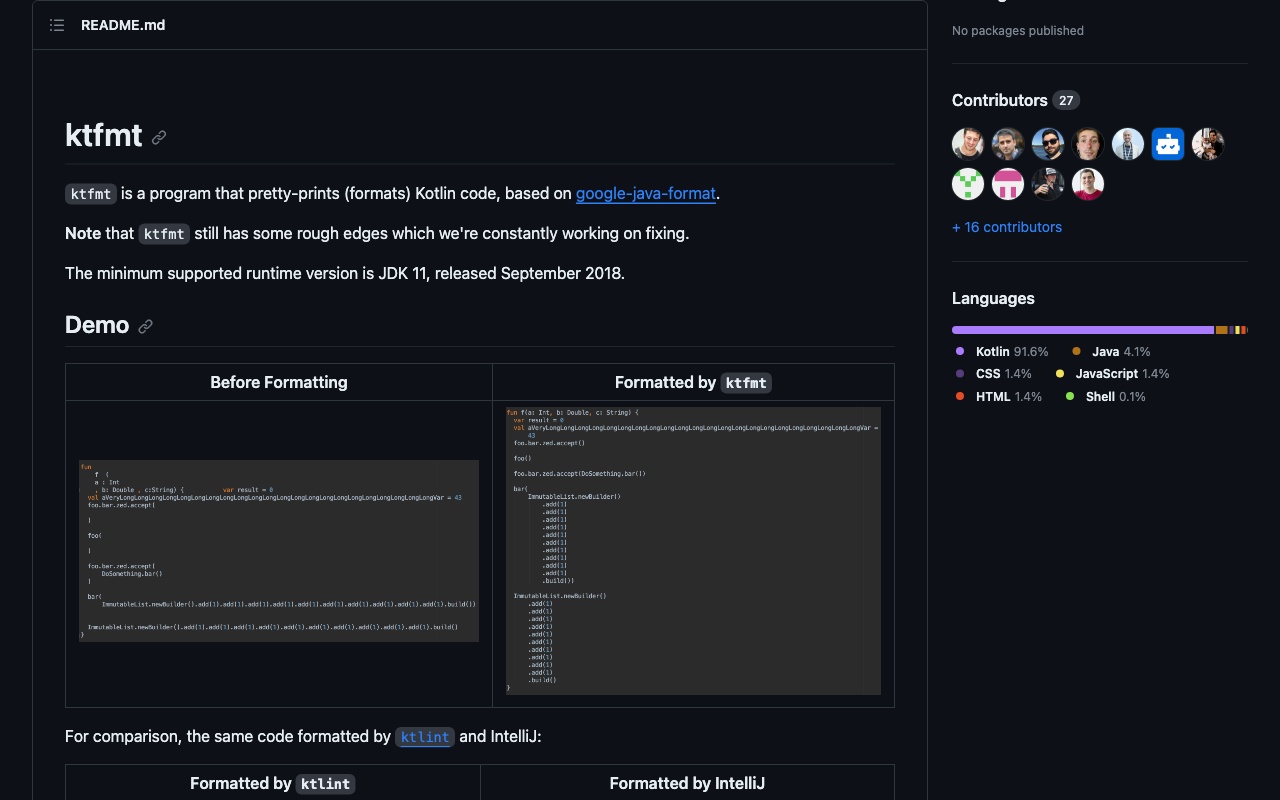 README.md
ktfmt
ktfmt is a program that pretty-prints (formats) Kotlin code, based on google-java-format.
Note that ktfmt still has some rough edges which we're constantly working on fixing.
The minimum supported runtime version is JDK 11, released September 2018.
Demo
Before Formatting
Formatted by ktfmt
fun
f (
a : Int
, b: Double , c:String) { var result = 0
foo.bar.zed.accept(
)
foo(
)
foo.bar.zed.accept(
DoSomething.bar()
)
bar(
ImmutableList.newBuilder().add(1).add(1).add(1).add(1).add(1).add(1).add(1).add(1).add(1).add(1).build())
ImmutableList.newBuilder().add(1).add(1).add(1).add(1).add(1).add(1).add(1).add(1).add(1).add(1).build()
}
fun f(a: Int, b: Double, c: String) {
var result = 0
43
foo.bar.zed.accept()
foo()
foo.bar.zed.accept(DoSomething.bar())
bar(
ImmutableList.newBuilder()
.add(1)
.add(1)
.add(1)
.add(1)
.add(1)
.add(1)
.add(1)
.add(1)
.add(1)
.add(1)
.build())
ImmutableList.newBuilder()
.add(1)
.add(1)
.add(1)
.add(1)
.add(1)
.add(1)
.add(1)
.add(1)
.add(1)
.add(1)
.build()
}
For comparison, the same code formatted by ktlint and IntelliJ:
Formatted by ktlint
Formatted by IntelliJ
No packages published
Contributors 27
+ 16 contributors
Languages
Kotlin 91.6%
Java 4.1%
CSS 1.4%
JavaScript 1.4%
HTML 1.4%
Shell 0.1%